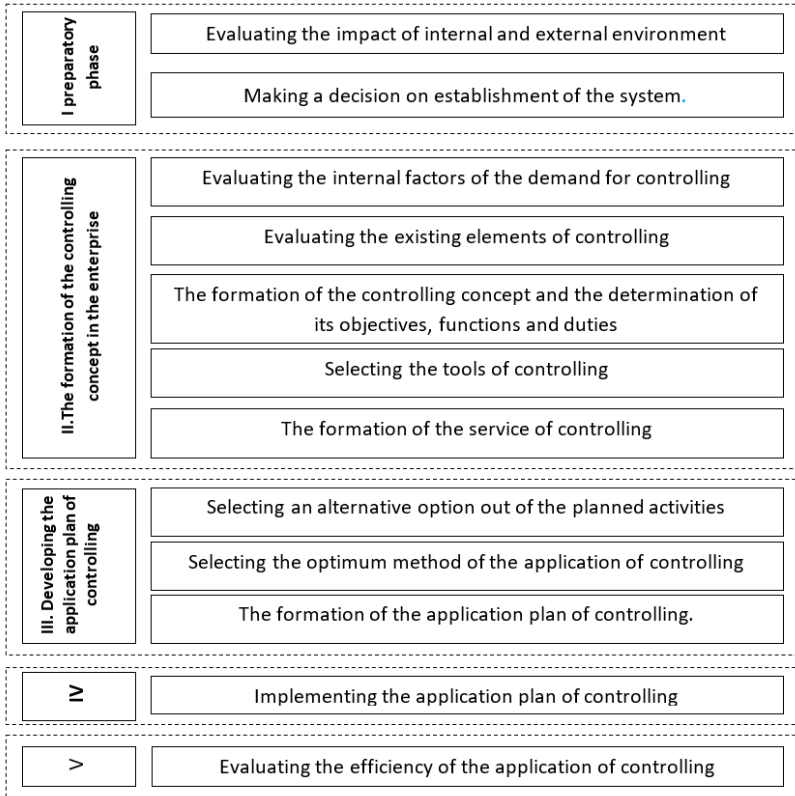 I preparatory
phase
Evaluating the impact of internal and external environment
Making a decision on establishment of the system.
II.The formation of the controlling
concept in the enterprise
Evaluating the internal factors of the demand for controlling
Evaluating the existing elements of controlling
The formation of the controlling concept and the determination of
its objectives, functions and duties
Selecting the tools of controlling
The formation of the service of controlling
III. Developing the
application plan of
controlling
Selecting an alternative option out of the planned activities
Selecting the optimum method of the application of controlling
The formation of the application plan of controlling.
IV
Implementing the application plan of controlling
V
Evaluating the efficiency of the application of controlling